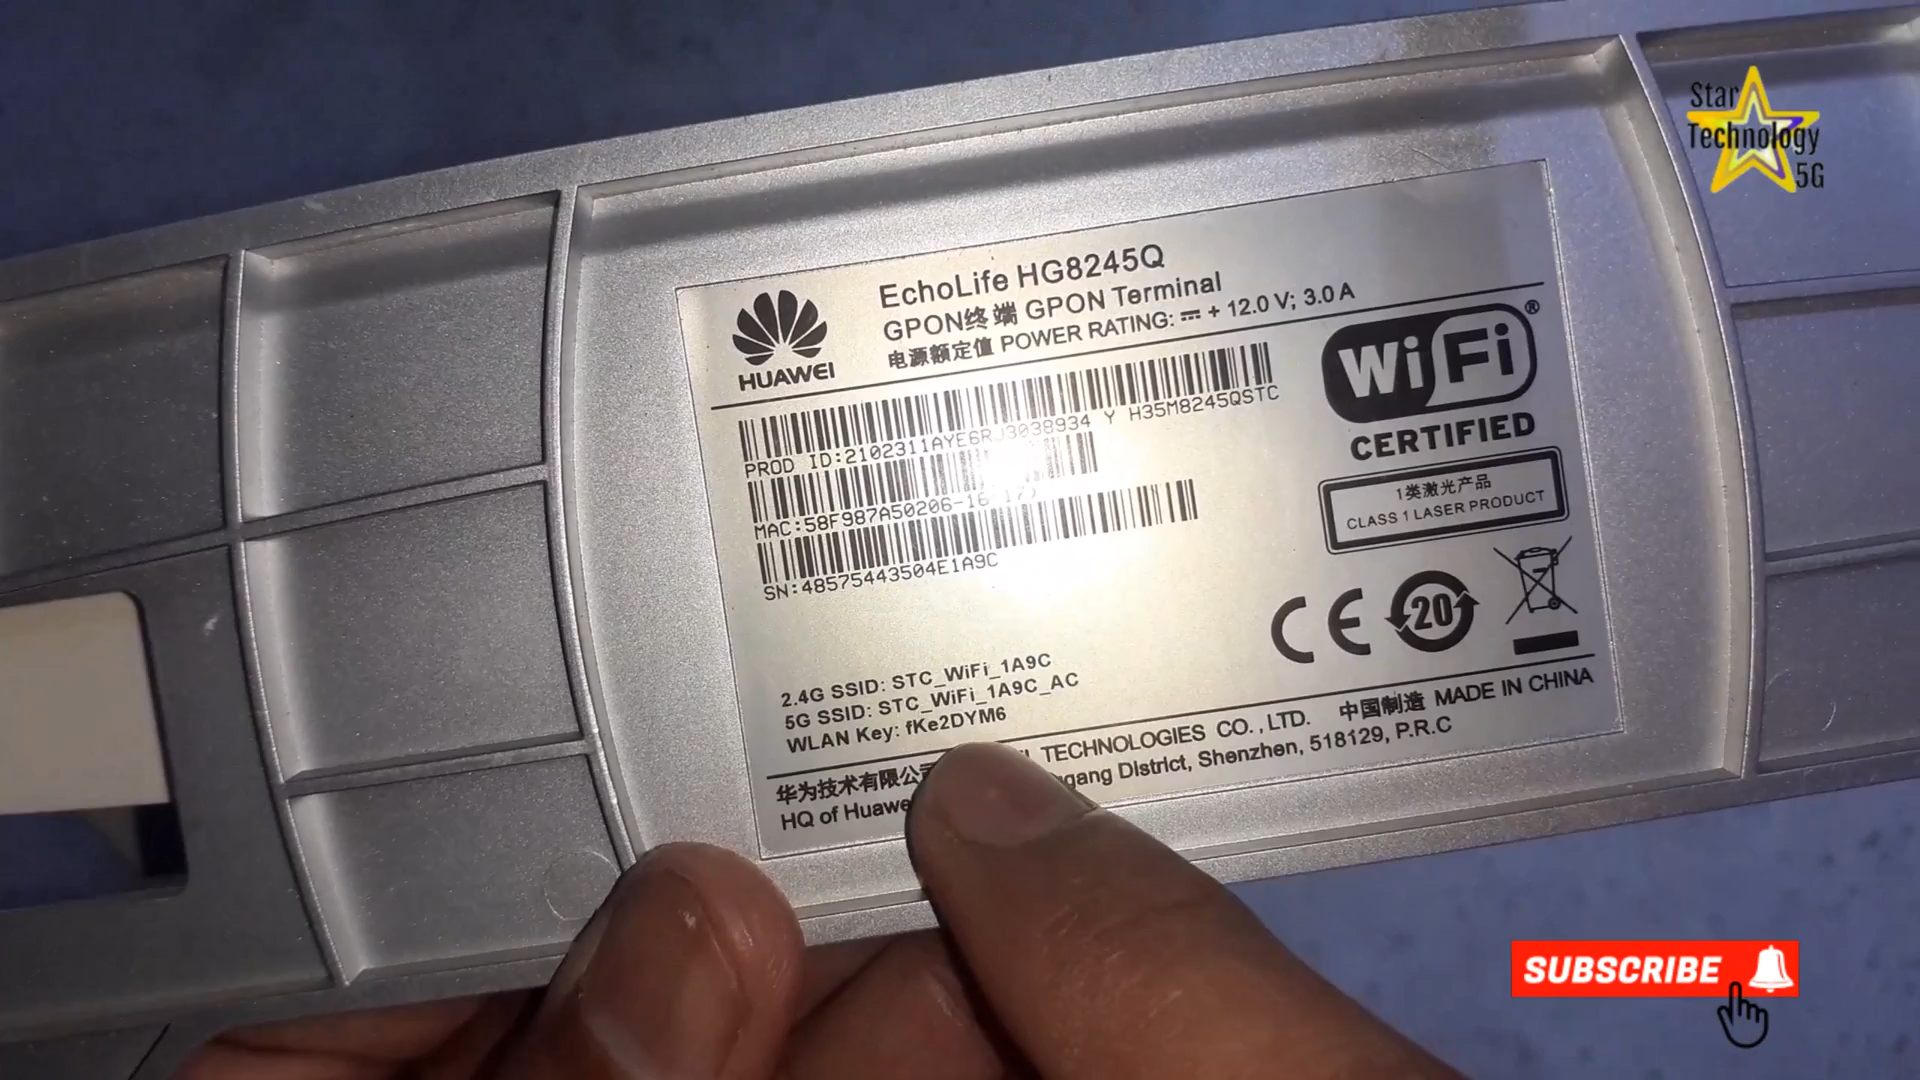 Star
Technology
5G
EchoLife HG8245Q
GPON终端 GPON Terminal
电源额定值 POWER RATING: ⎓ + 12.0 V; 3.0 A
HUAWEI
WiFi®
CERTIFIED
PROD ID:2102311AYE6RJ3038934 Y H35M8245QSTC
MAC:58F987A50206-16
SN:48575443504E1A9C
1类激光产品
CLASS 1 LASER PRODUCT
CE
20
2.4G SSID: STC_WiFi_1A9C
5G SSID: STC_WiFi_1A9C_AC
WLAN Key: fKe2DYM6
华为技术有限公司 TECHNOLOGIES CO., LTD. 中国制造 MADE IN CHINA
HQ of Huawe gang District, Shenzhen, 518129, P.R.C
SUBSCRIBE